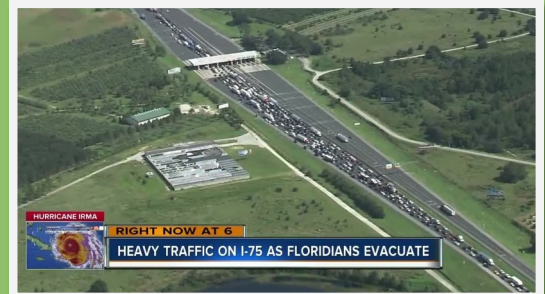 HURRICANE IRMA
RIGHT NOW AT 6
HEAVY TRAFFIC ON I-75 AS FLORIDIANS EVACUATE